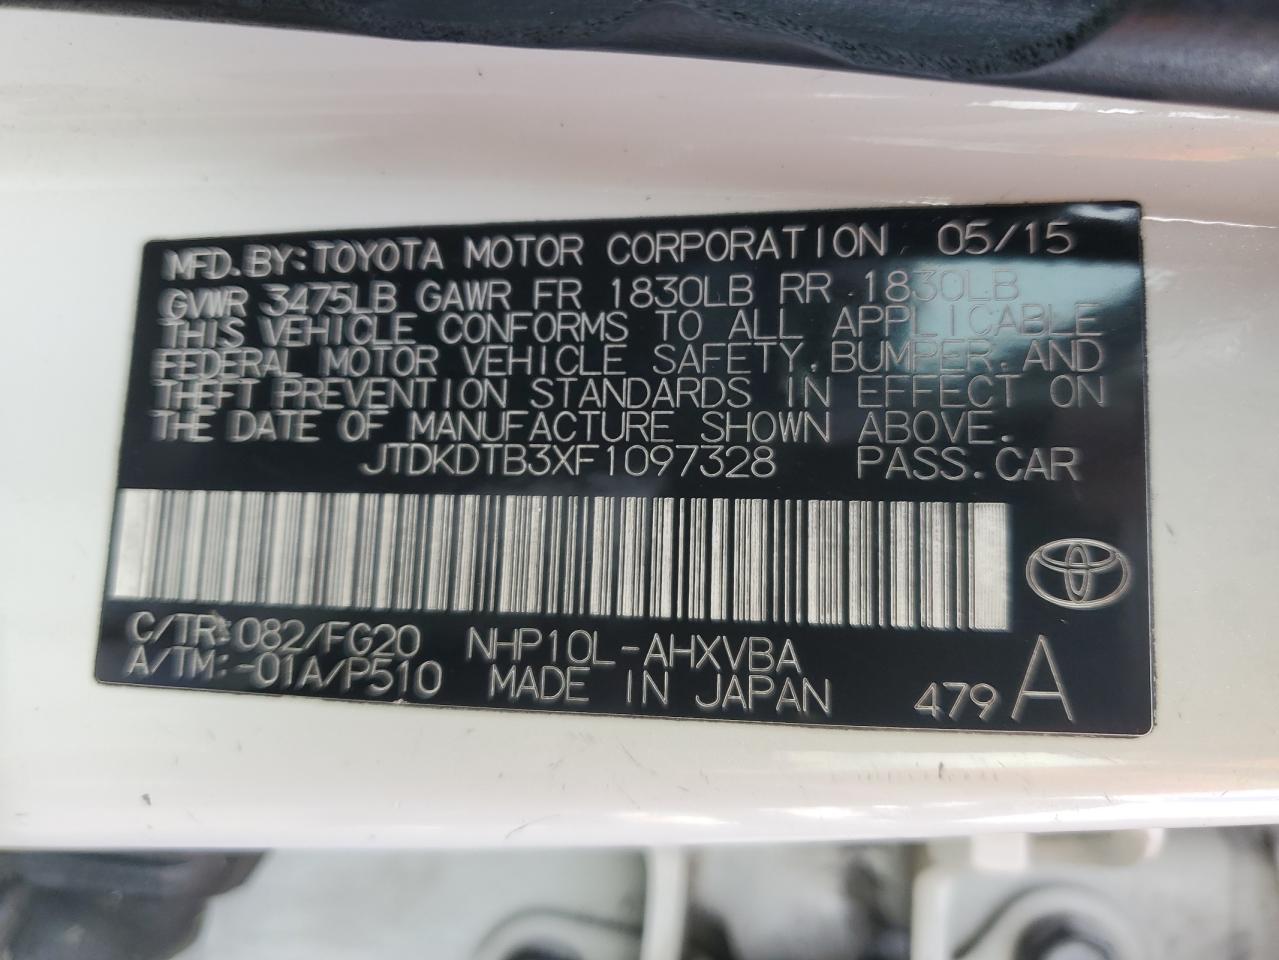 MFD.BY:TOYOTA MOTOR CORPORATION 05/15
GVWR 3475LB GAWR FR 1830LB RR 1830LB
THIS VEHICLE CONFORMS TO ALL APPLICABLE
FEDERAL MOTOR VEHICLE SAFETY,BUMPER,AND
THEFT PREVENTION STANDARDS IN EFFECT ON
THE DATE OF MANUFACTURE SHOWN ABOVE.
JTDKDTB3XF1097328 PASS.CAR
C/TR:082/FG20 NHP10L-AHXVBA
A/TM:-01A/P510 MADE IN JAPAN 479 A